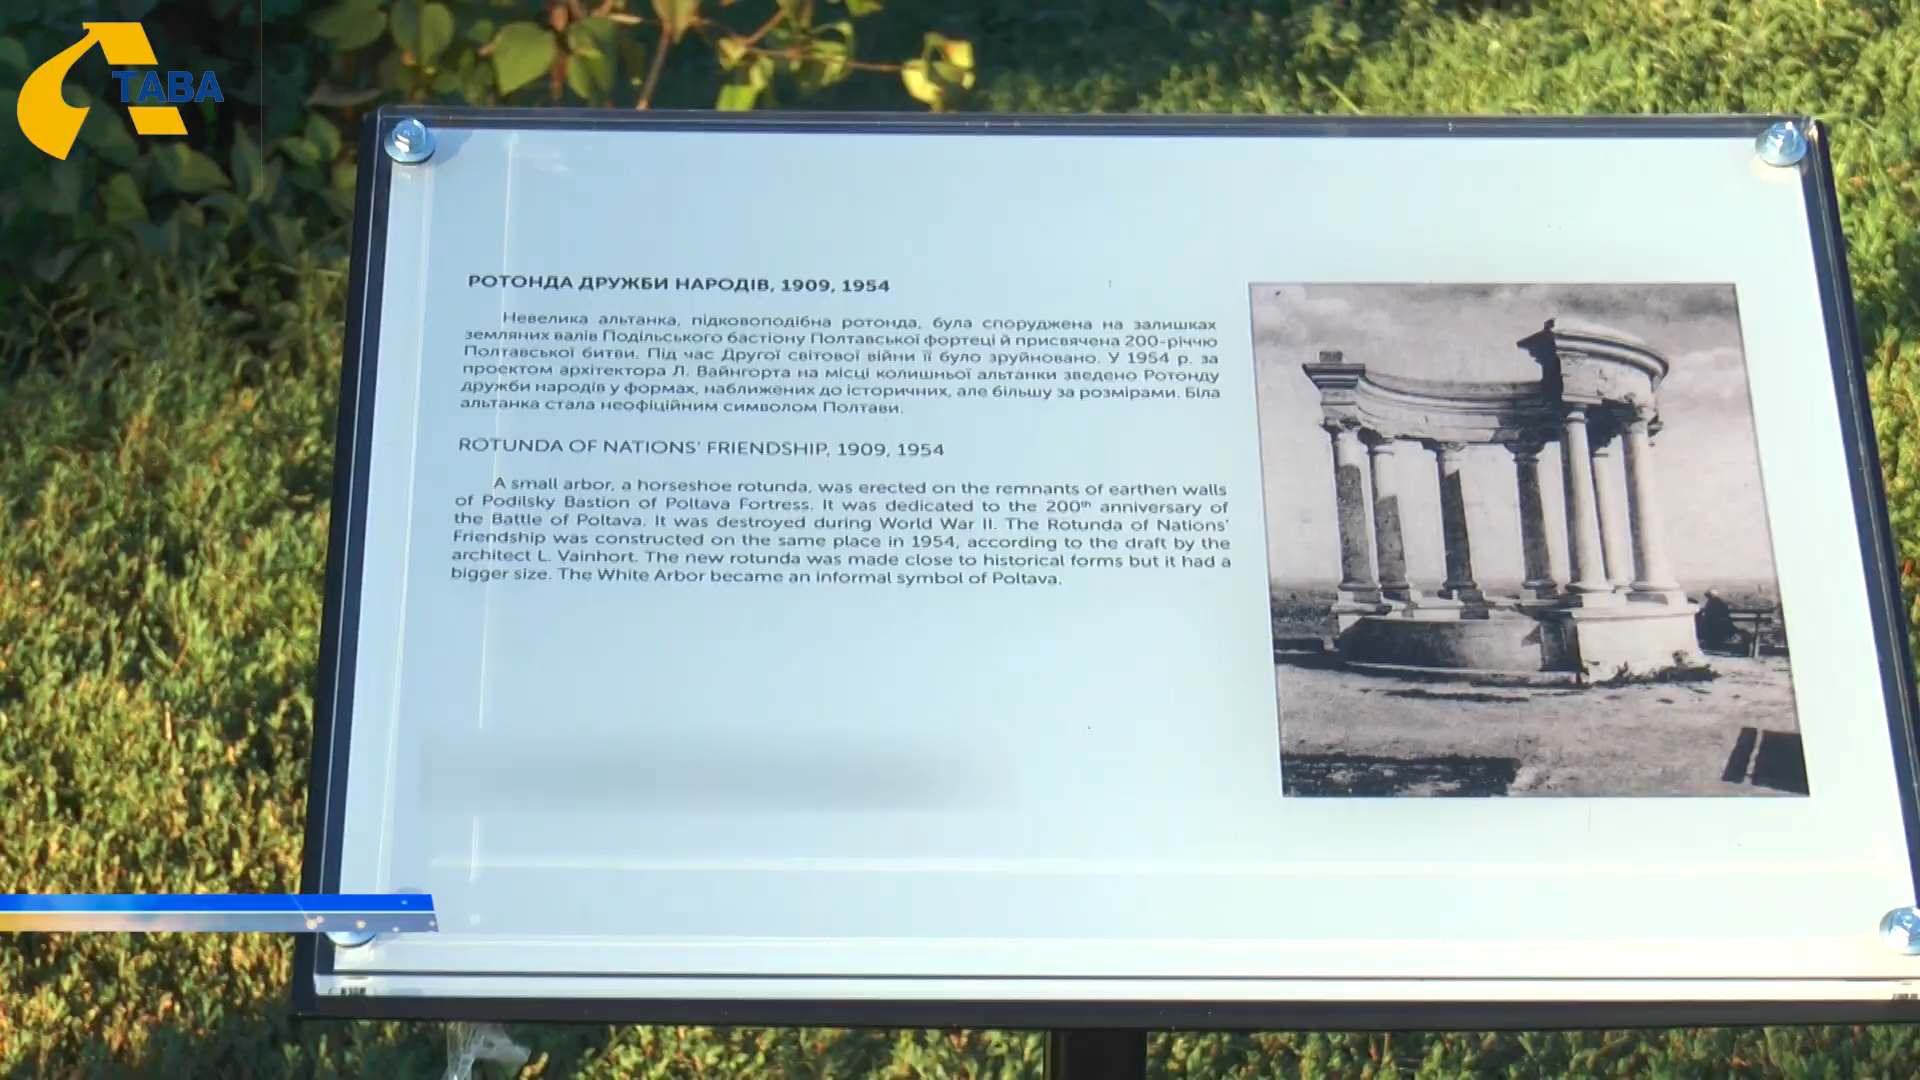 ТАВА
РОТОНДА ДРУЖБИ НАРОДІВ, 1909, 1954
Невелика альтанка, підковоподібна ротонда, була споруджена на залишках
земляних валів Подільського бастіону Полтавської фортеці й присвячена 200-річчю
Полтавської битви. Під час Другої світової війни її було зруйновано. У 1954 р. за
проектом архітектора Л. Вайнгорта на місці колишньої альтанки зведено Ротонду
дружби народів у формах, наближених до історичних, але більшу за розмірами. Біла
альтанка стала неофіційним символом Полтави.
ROTUNDA OF NATIONS' FRIENDSHIP, 1909, 1954
A small arbor, a horseshoe rotunda, was erected on the remnants of earthen walls
of Podilsky Bastion of Poltava Fortress. It was dedicated to the 200th anniversary of
the Battle of Poltava. It was destroyed during World War II. The Rotunda of Nations'
Friendship was constructed on the same place in 1954, according to the draft by the
architect L. Vainhort. The new rotunda was made close to historical forms but it had a
bigger size. The White Arbor became an informal symbol of Poltava.